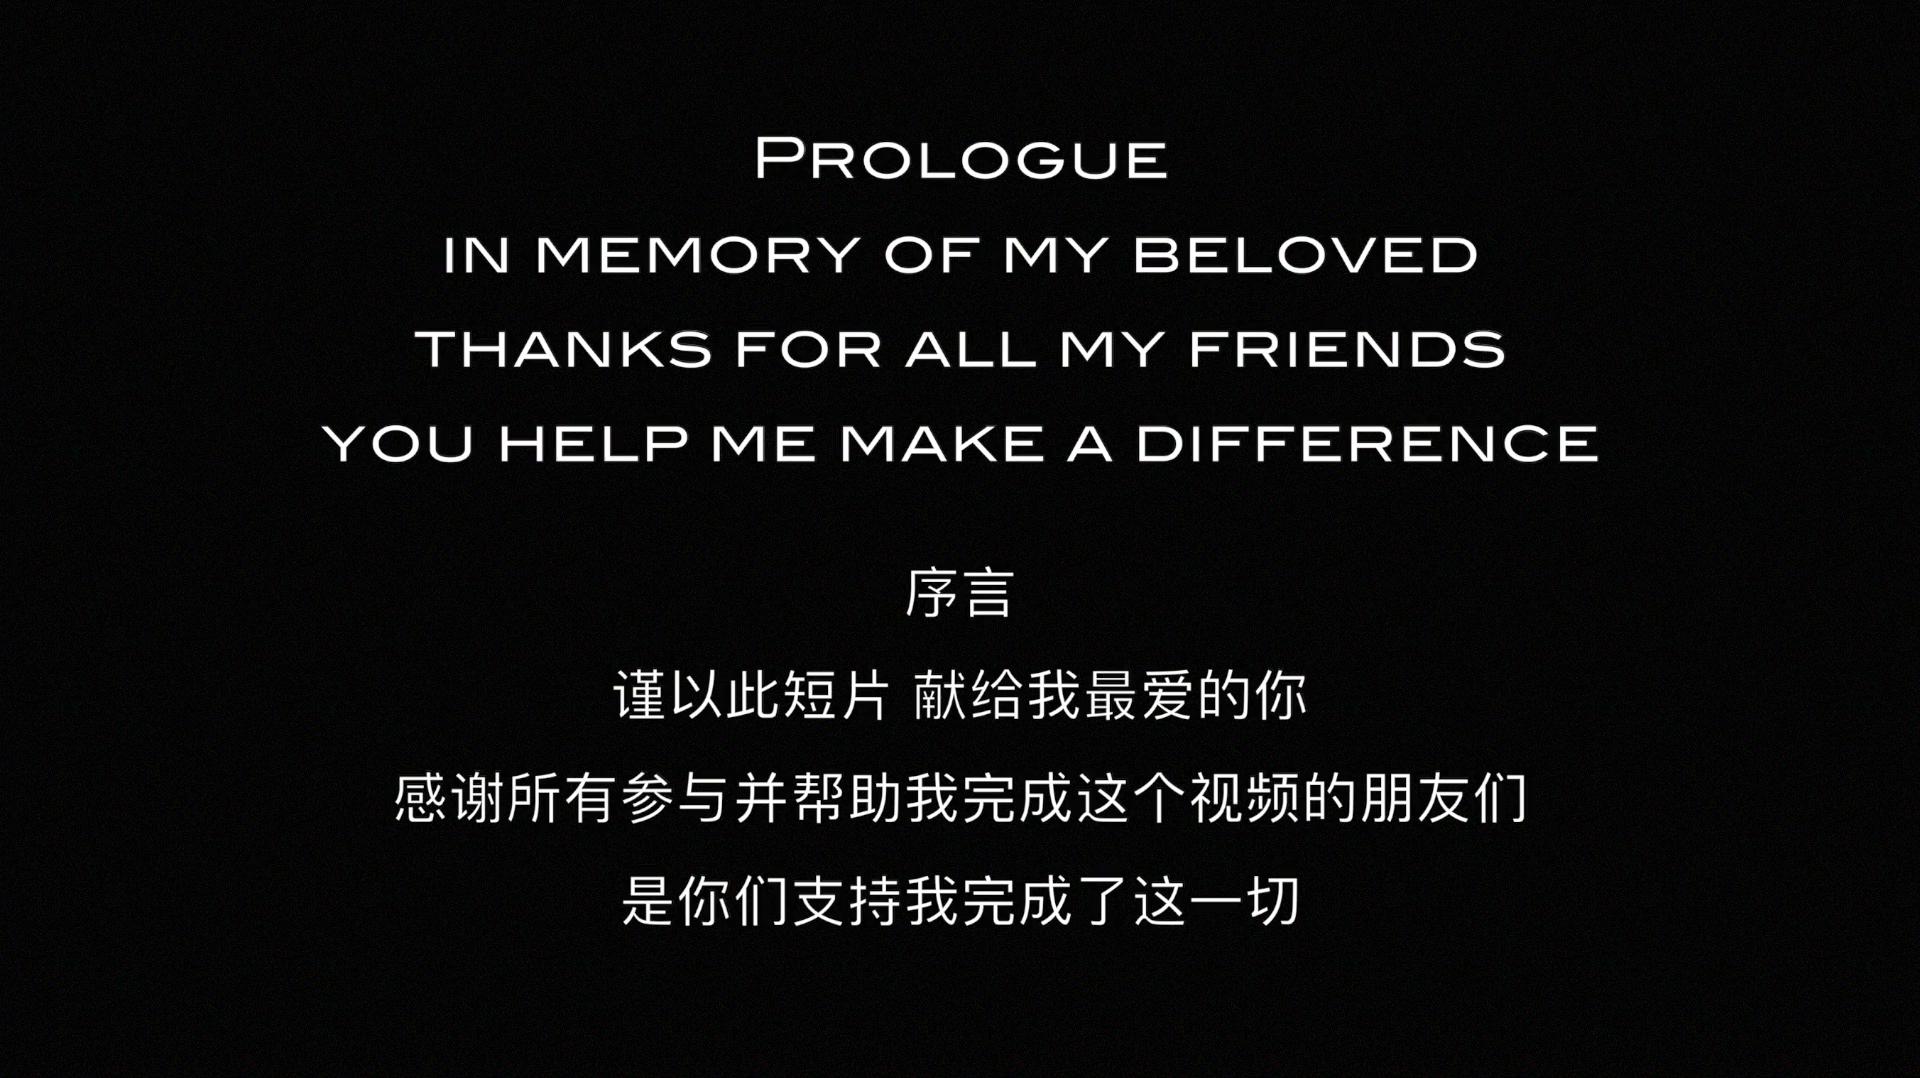 Prologue
IN MEMORY OF MY BELOVED
THANKS FOR ALL MY FRIENDS
YOU HELP ME MAKE A DIFFERENCE
序言
谨以此短片 献给我最爱的你
感谢所有参与并帮助我完成这个视频的朋友们
是你们支持我完成了这一切